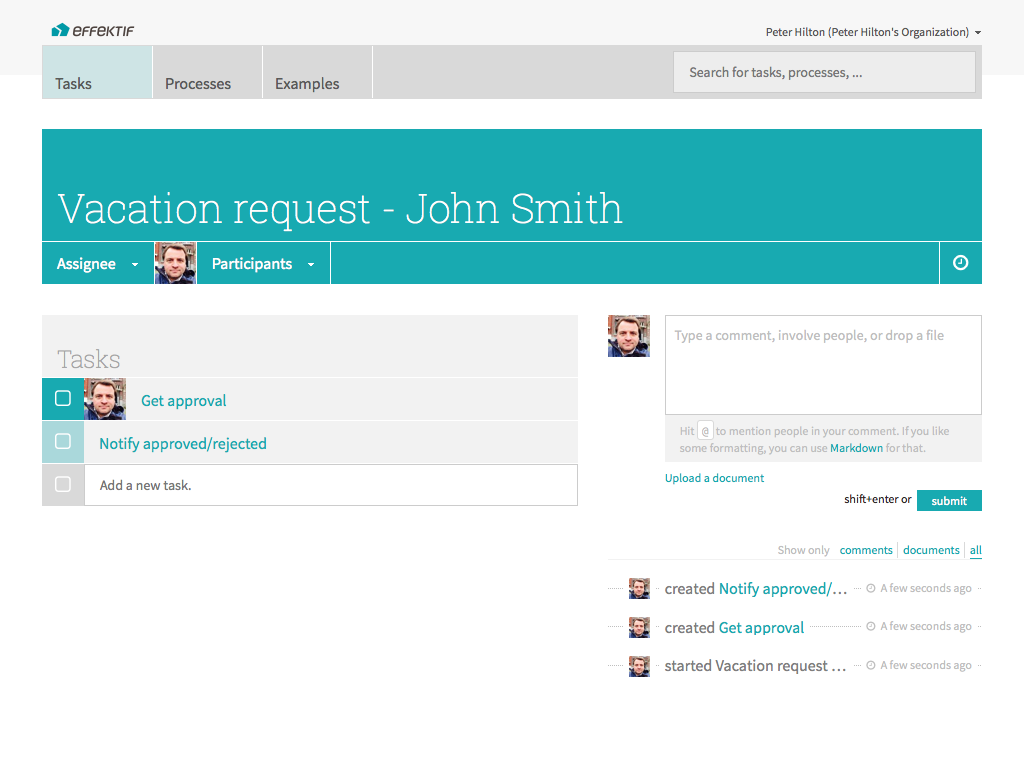 effektif
Peter Hilton (Peter Hilton's Organization)
Tasks
Processes
Examples
Search for tasks, processes, ...
Vacation request - John Smith
Assignee
Participants
Tasks
Get approval
Notify approved/rejected
Add a new task.
Type a comment, involve people, or drop a file
Hit @ to mention people in your comment. If you like
some formatting, you can use Markdown for that.
Upload a document
shift+enter or submit
Show only comments documents all
created Notify approved/... A few seconds ago
created Get approval A few seconds ago
started Vacation request ... A few seconds ago